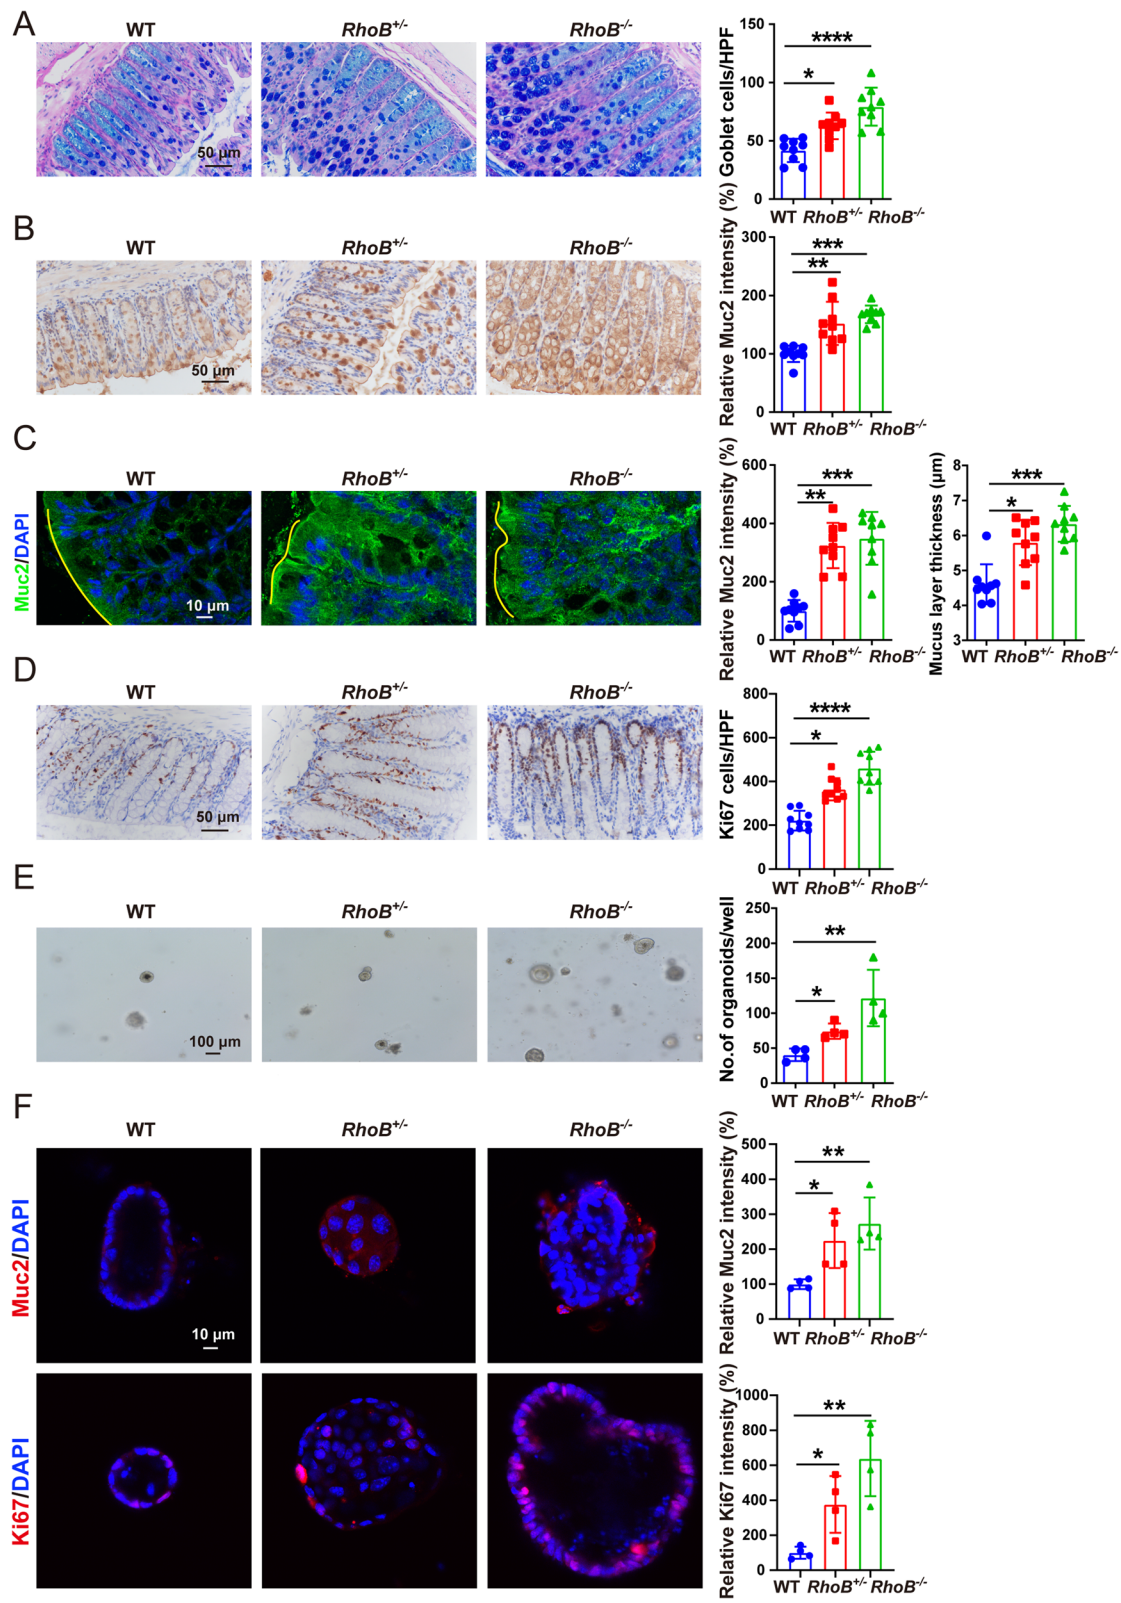 A
WT RhoB+/- RhoB-/-
50 µm
Goblet cells/HPF
150
100
50
0
****
*
WT RhoB+/- RhoB-/-
B
WT RhoB+/- RhoB-/-
50 µm
Relative Muc2 intensity (%)
300
200
100
0
***
**
WT RhoB+/- RhoB-/-
C
WT RhoB+/- RhoB-/-
Muc2/DAPI
10 µm
Relative Muc2 intensity (%)
600
400
200
0
***
**
WT RhoB+/- RhoB-/-
Mucus layer thickness (µm)
8
7
6
5
4
3
***
*
WT RhoB+/- RhoB-/-
D
WT RhoB+/- RhoB-/-
50 µm
Ki67 cells/HPF
800
600
400
200
0
****
*
WT RhoB+/- RhoB-/-
E
WT RhoB+/- RhoB-/-
100 µm
No.of organoids/well
250
200
150
100
50
0
**
*
WT RhoB+/- RhoB-/-
F
WT RhoB+/- RhoB-/-
Muc2/DAPI
10 µm
Relative Muc2 intensity (%)
500
400
300
200
100
0
**
*
WT RhoB+/- RhoB-/-
Ki67/DAPI
Relative Ki67 intensity (%)
1000
800
600
400
200
0
**
*
WT RhoB+/- RhoB-/-